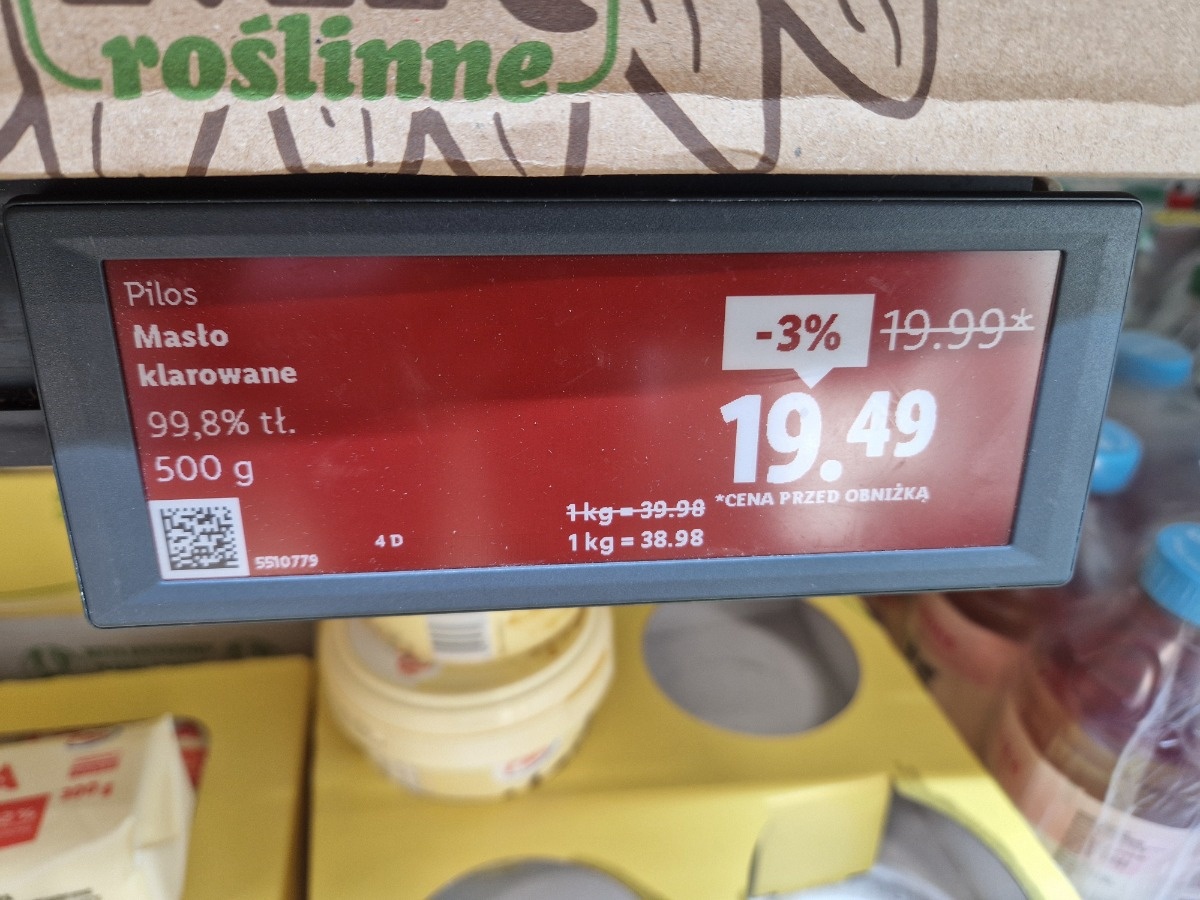 roślinne
Pilos
Masło
klarowane
99,8% tł.
500 g
5510779
4 D
-3%
19.99*
19.49
*CENA PRZED OBNIŻKĄ
1 kg = 39.98
1 kg = 38.98